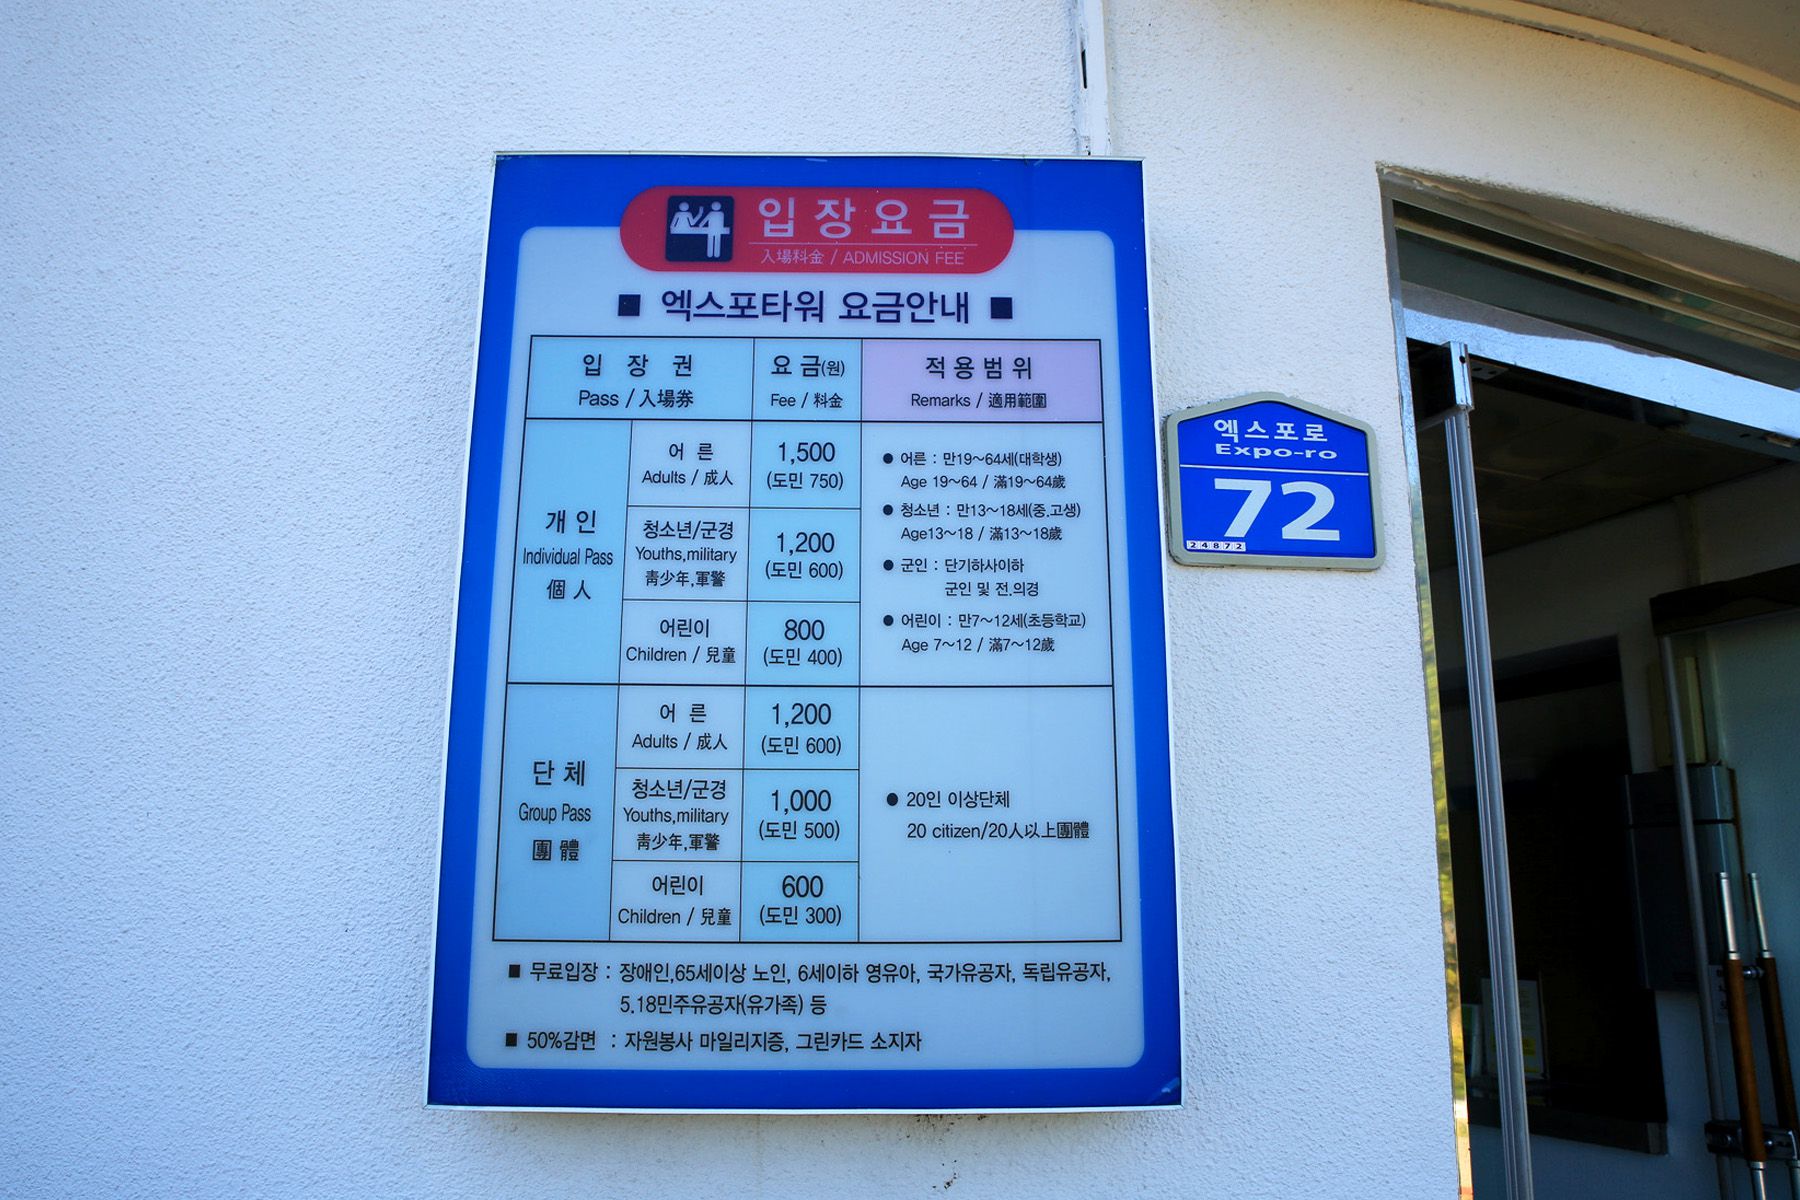 입장요금
入場料金 / ADMISSION FEE
■ 엑스포타워 요금안내 ■
입 장 권
Pass / 入場券
요 금(원)
Fee / 料金
적용범위
Remarks / 適用範圍
개 인
Individual Pass
個 人
어 른
Adults / 成人
1,500
(도민 750)
청소년/군경
Youths,military
靑少年,軍警
1,200
(도민 600)
어린이
Children / 兒童
800
(도민 400)
● 어른 : 만19~64세(대학생)
Age 19~64 / 滿19~64歲
● 청소년 : 만13~18세(중.고생)
Age13~18 / 滿13~18歲
● 군인 : 단기하사이하
군인 및 전.의경
● 어린이 : 만7~12세(초등학교)
Age 7~12 / 滿7~12歲
단 체
Group Pass
團 體
어 른
Adults / 成人
1,200
(도민 600)
청소년/군경
Youths,military
靑少年,軍警
1,000
(도민 500)
어린이
Children / 兒童
600
(도민 300)
● 20인 이상단체
20 citizen/20人以上團體
■ 무료입장 : 장애인,65세이상 노인, 6세이하 영유아, 국가유공자, 독립유공자,
5.18민주유공자(유가족) 등
■ 50%감면 : 자원봉사 마일리지증, 그린카드 소지자
엑스포로
Expo-ro
72
24872